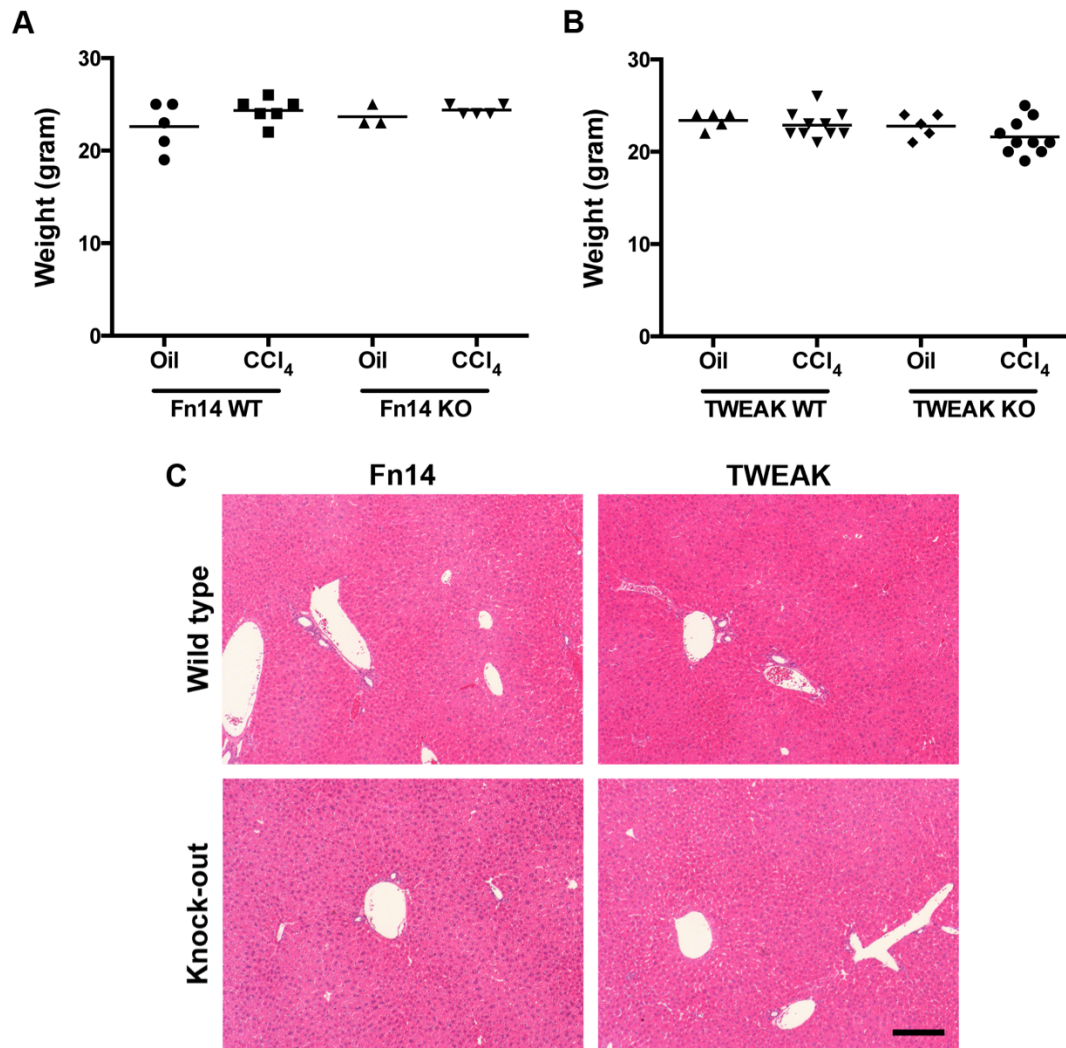 A
Weight (gram)
30
20
10
0
Oil CCl₄ Oil CCl₄
Fn14 WT Fn14 KO
B
Weight (gram)
30
20
10
0
Oil CCl₄ Oil CCl₄
TWEAK WT TWEAK KO
C
Fn14 TWEAK
Wild type
Knock-out